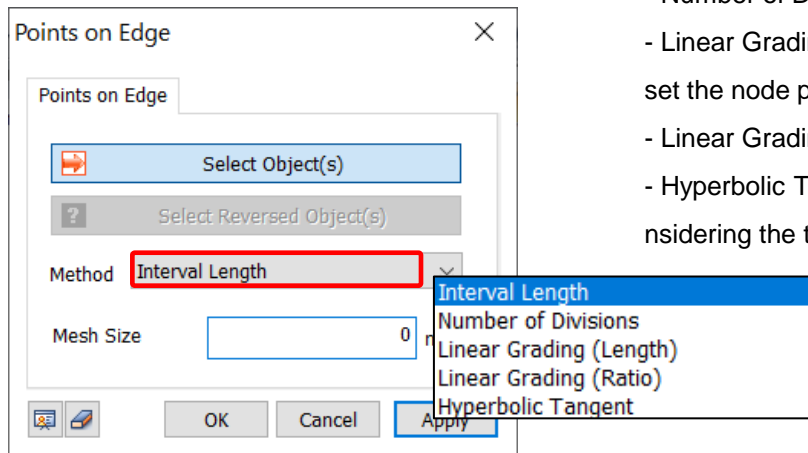 - Number of D
Points on Edge
- Linear Gradi
Points on Edge
set the node p
- Linear Gradi
Select Object(s)
- Hyperbolic T
Select Reversed Object(s)
nsidering the t
Method Interval Length
Interval Length
Number of Divisions
Mesh Size 0
Linear Grading (Length)
Linear Grading (Ratio)
Hyperbolic Tangent
OK Cancel Apply